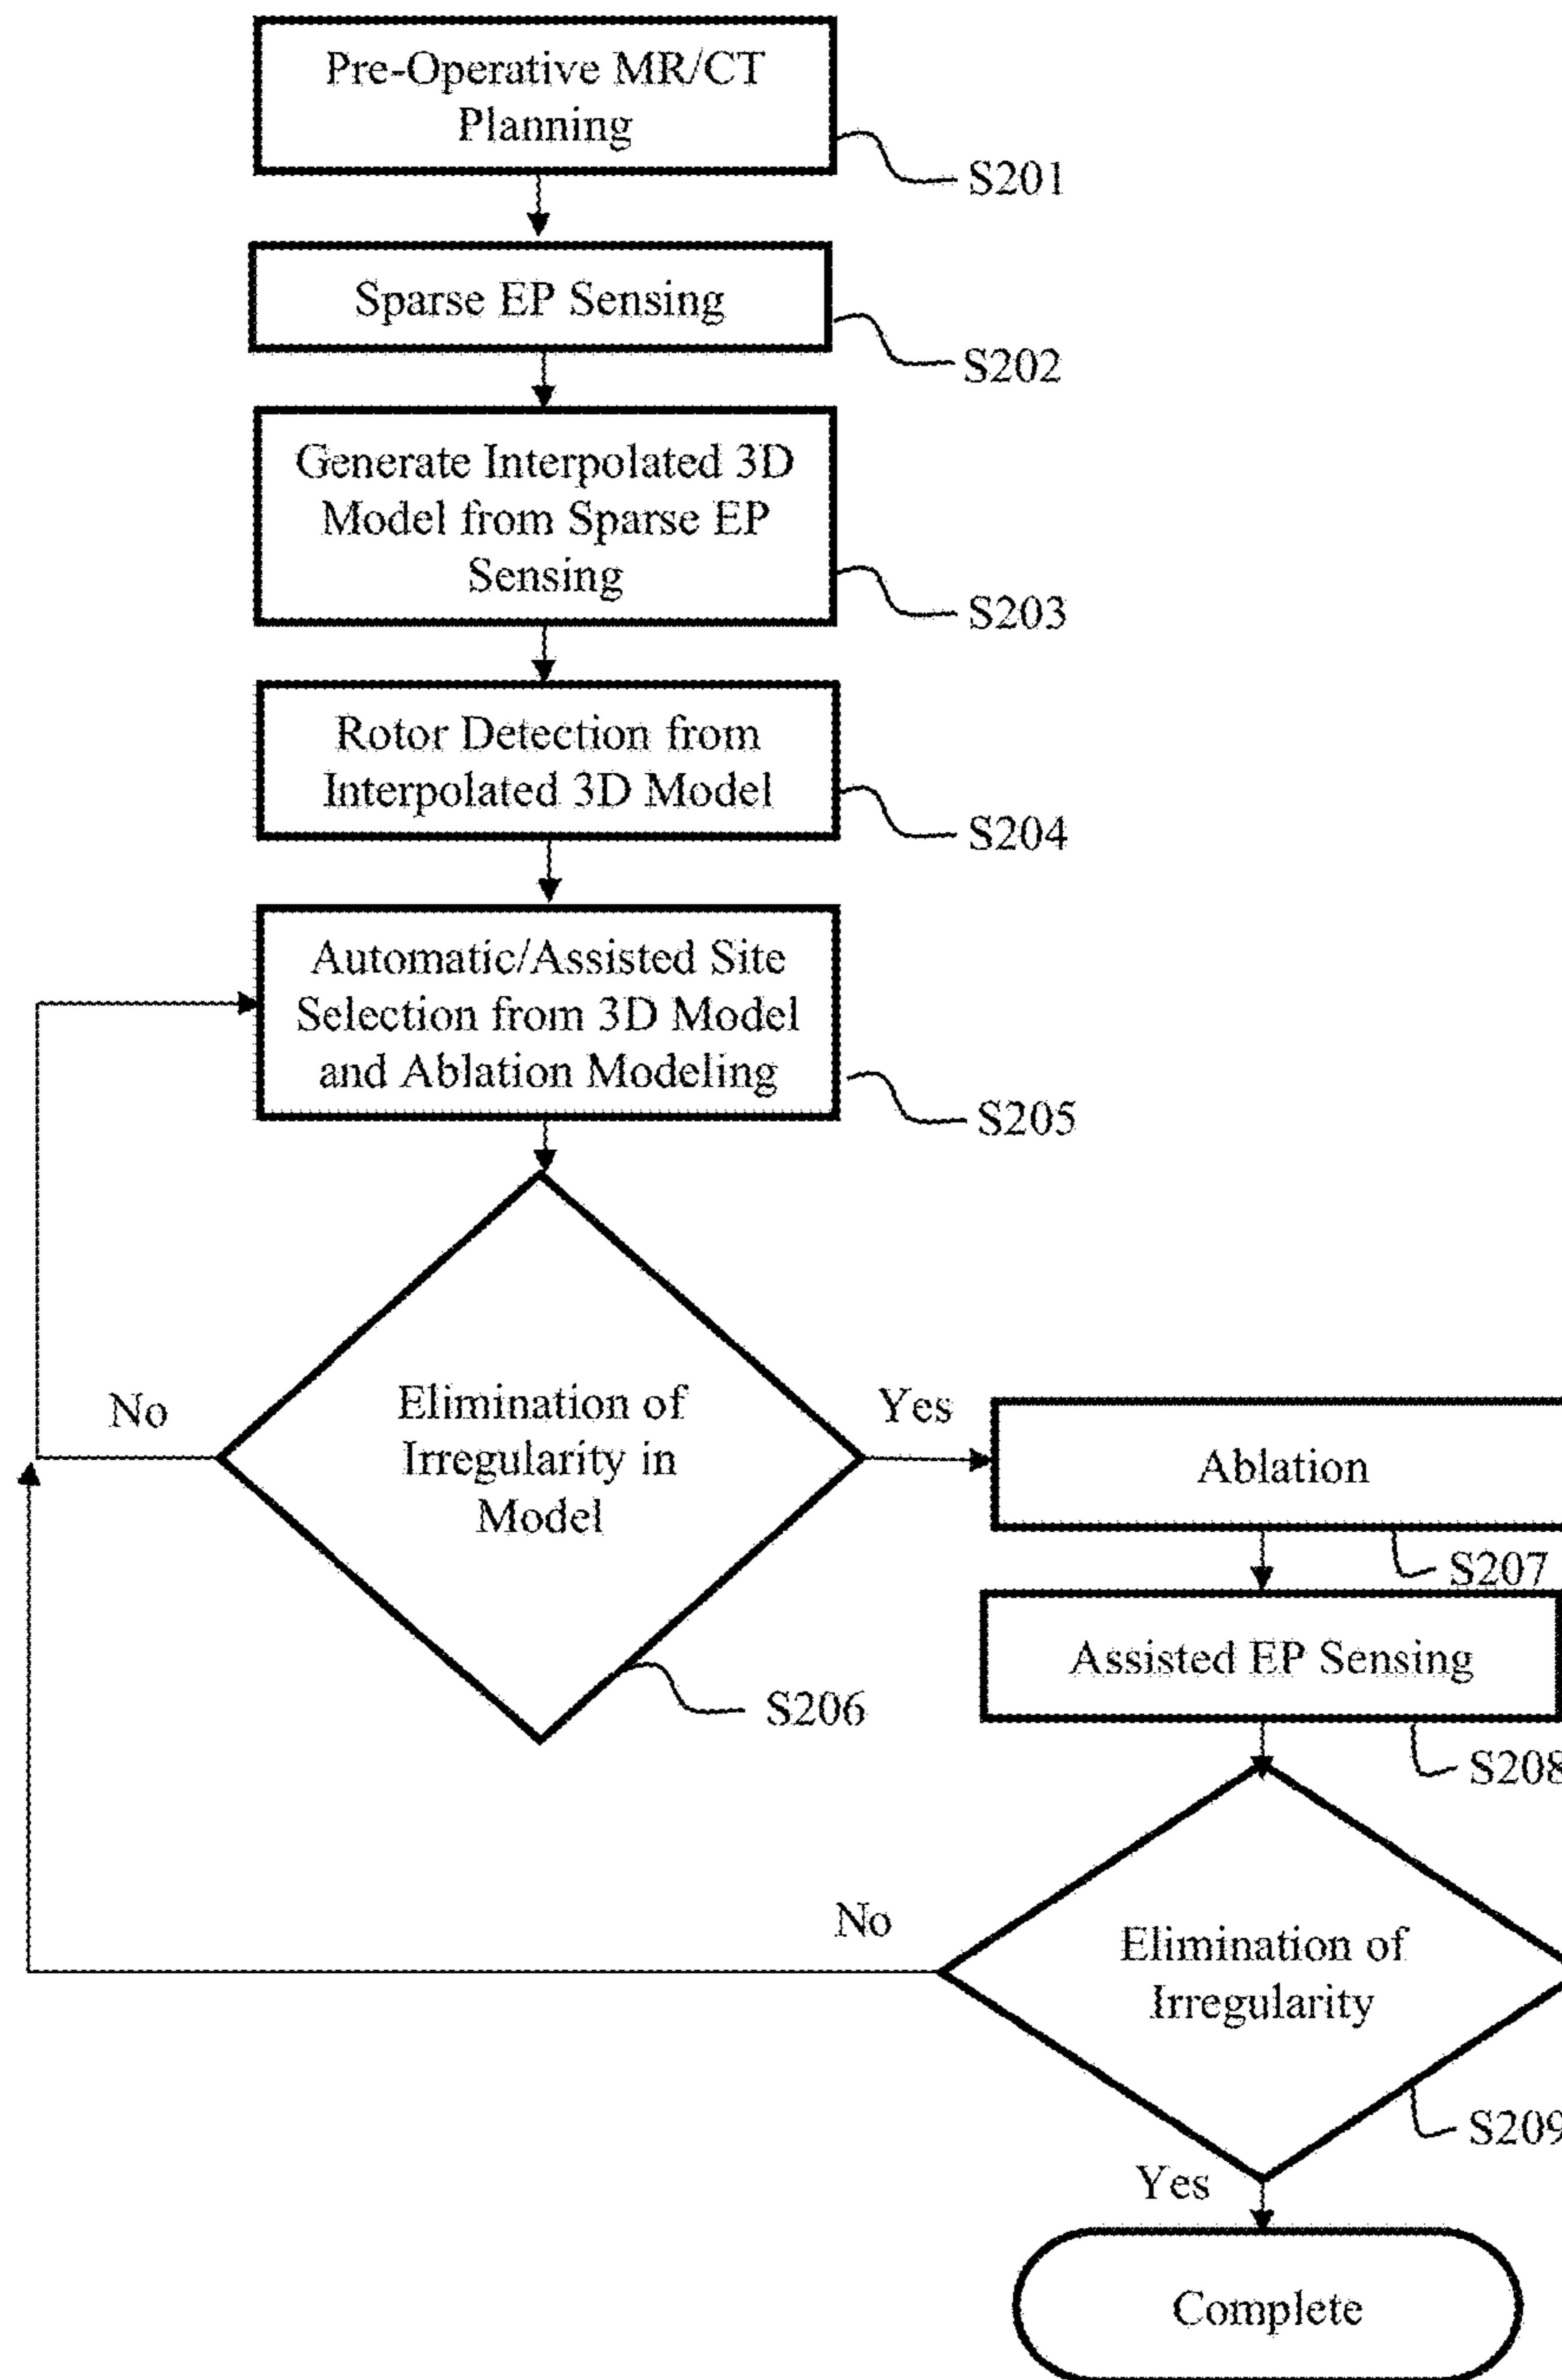 Pre-Operative MR/CT
Planning
S201
Sparse EP Sensing
S202
Generate Interpolated 3D
Model from Sparse EP
Sensing
S203
Rotor Detection from
Interpolated 3D Model
S204
Automatic/Assisted Site
Selection from 3D Model
and Ablation Modeling
S205
No
Elimination of
Irregularity in
Model
Yes
S206
Ablation
S207
Assisted EP Sensing
S208
No
Elimination of
Irregularity
S209
Yes
Complete